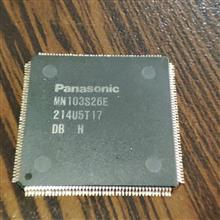 Panasonic
MN103S26E
214U5T17
DB H